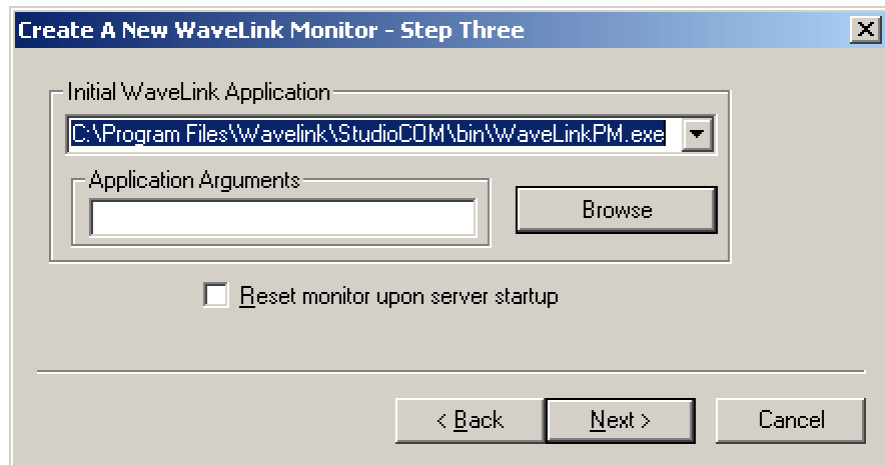 Create A New WaveLink Monitor - Step Three
Initial WaveLink Application
C:\Program Files\Wavelink\StudioCOM\bin\WaveLinkPM.exe
Application Arguments
Browse
Reset monitor upon server startup
< Back
Next >
Cancel